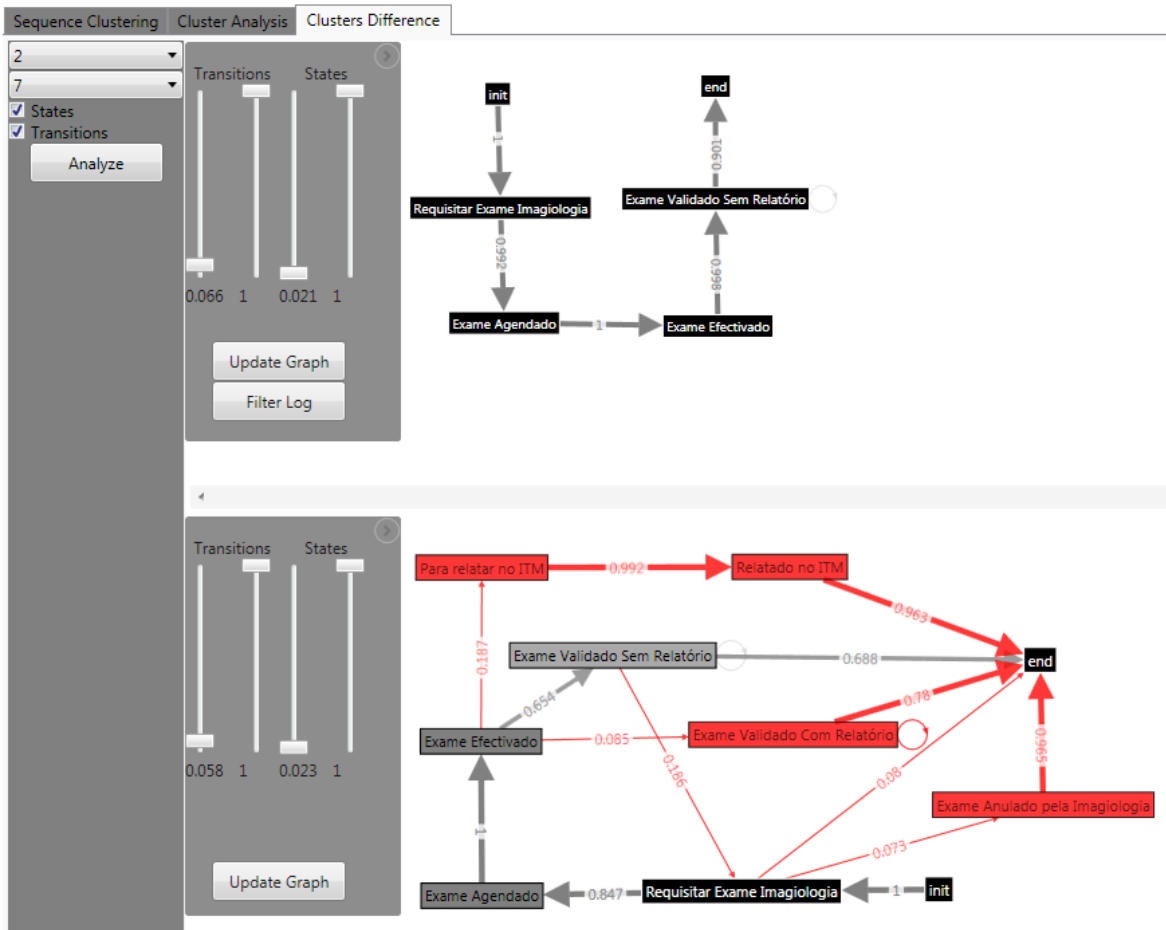 Sequence Clustering
Cluster Analysis
Clusters Difference
2
7
States
Transitions
Analyze
Transitions
States
0.066
1
0.021
1
Update Graph
Filter Log
init
1
Requisitar Exame Imagiologia
0.992
Exame Agendado
1
Exame Efectivado
0.998
Exame Validado Sem Relatório
0.901
end
Transitions
States
0.058
1
0.023
1
Update Graph
Para relatar no ITM
0.992
Relatado no ITM
0.963
0.187
Exame Validado Sem Relatório
0.688
end
0.654
0.78
Exame Efectivado
0.085
Exame Validado Com Relatório
0.186
0.08
0.965
Exame Anulado pela Imagiologia
1
0.073
Exame Agendado
0.847
Requisitar Exame Imagiologia
1
init